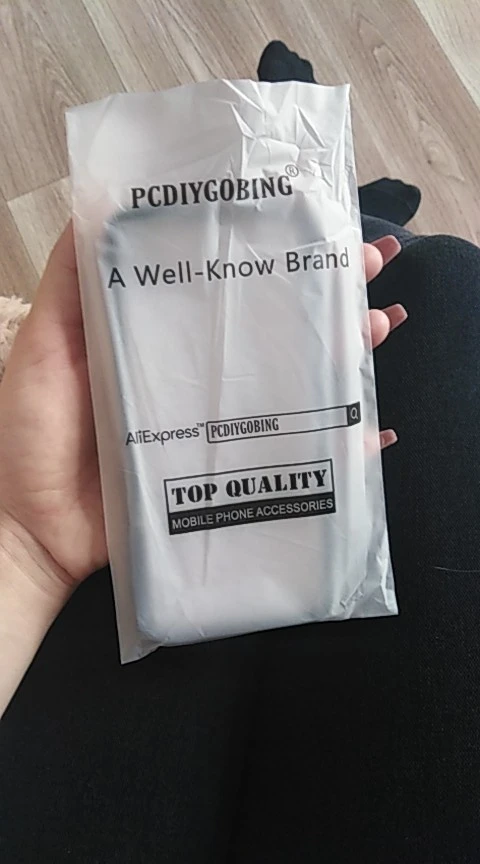 PCDIYGOBING®
A Well-Know Brand
AliExpress™ PCDIYGOBING
TOP QUALITY
MOBILE PHONE ACCESSORIES